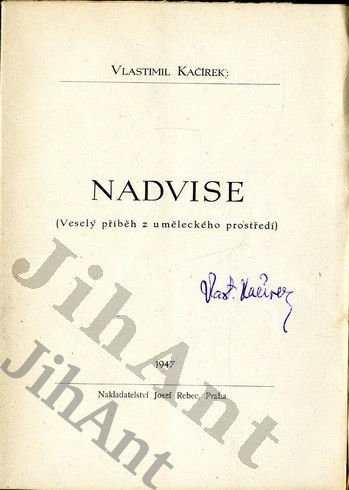 Vlastimil Kačírek:
NADVISE
(Veselý příběh z uměleckého prostředí)
Vlast. Kačírek
1947
Nakladatelství Josef Rebec, Praha.
JihAnt
JihAnt